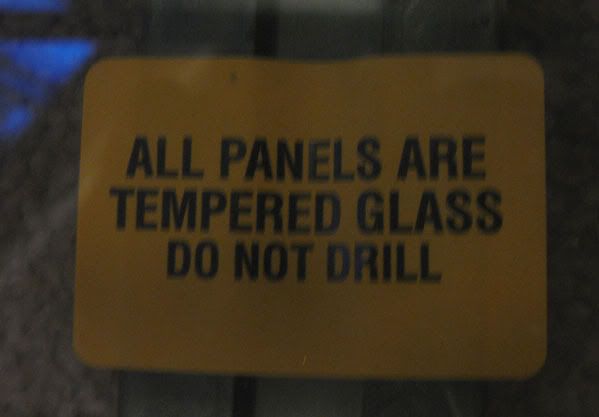 ALL PANELS ARE
TEMPERED GLASS
DO NOT DRILL